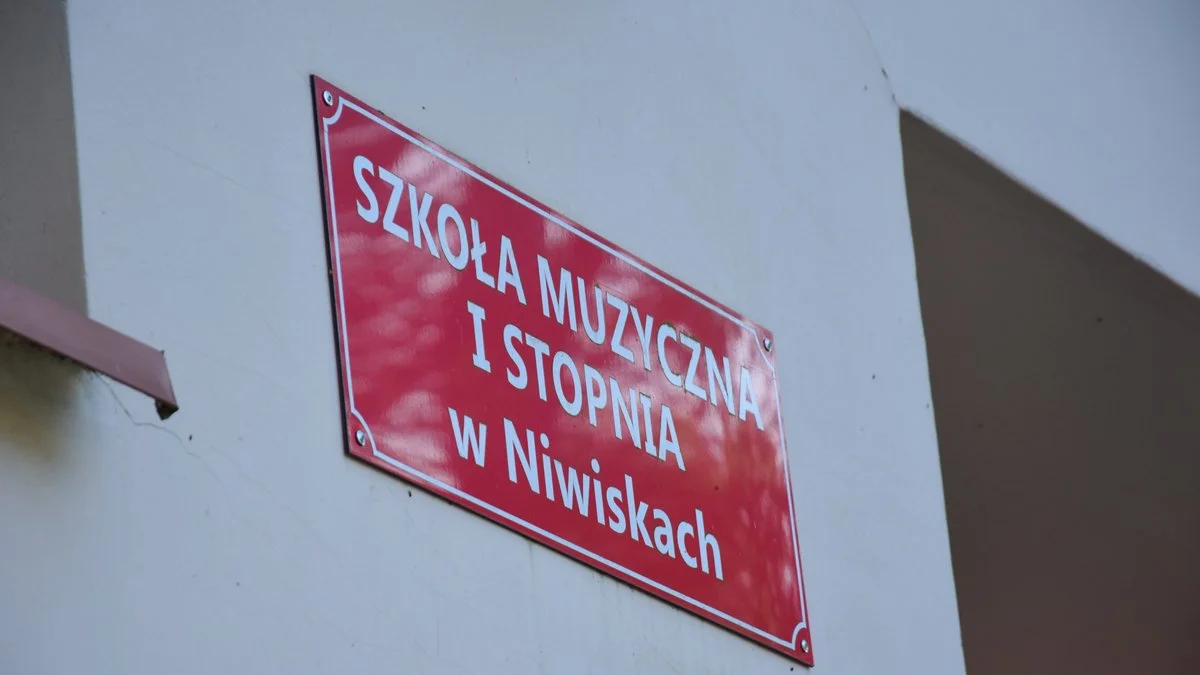 SZKOŁA MUZYCZNA
I STOPNIA
w Niwiskach